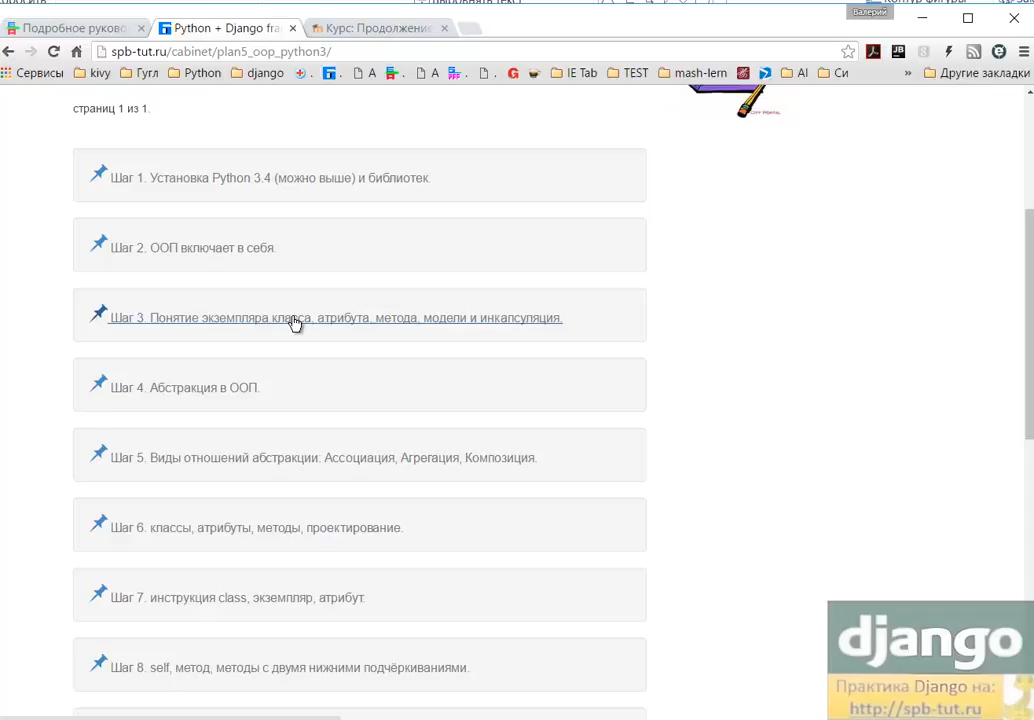 Валерий
Подробное руково
Python + Django fra
Курс: Продолжение
spb-tut.ru/cabinet/plan5_oop_python3/
Сервисы kivy Гугл Python django A A IE Tab TEST mash-lern AI Си » Другие закладки
страниц 1 из 1.
Шаг 1. Установка Python 3.4 (можно выше) и библиотек.
Шаг 2. ООП включает в себя.
Шаг 3. Понятие экземпляра класса, атрибута, метода, модели и инкапсуляция.
Шаг 4. Абстракция в ООП.
Шаг 5. Виды отношений абстракции: Ассоциация, Агрегация, Композиция.
Шаг 6. классы, атрибуты, методы, проектирование.
Шаг 7. инструкция class, экземпляр, атрибут.
Шаг 8. self, метод, методы с двумя нижними подчёркиваниями.
django
Практика Django на:
http://spb-tut.ru